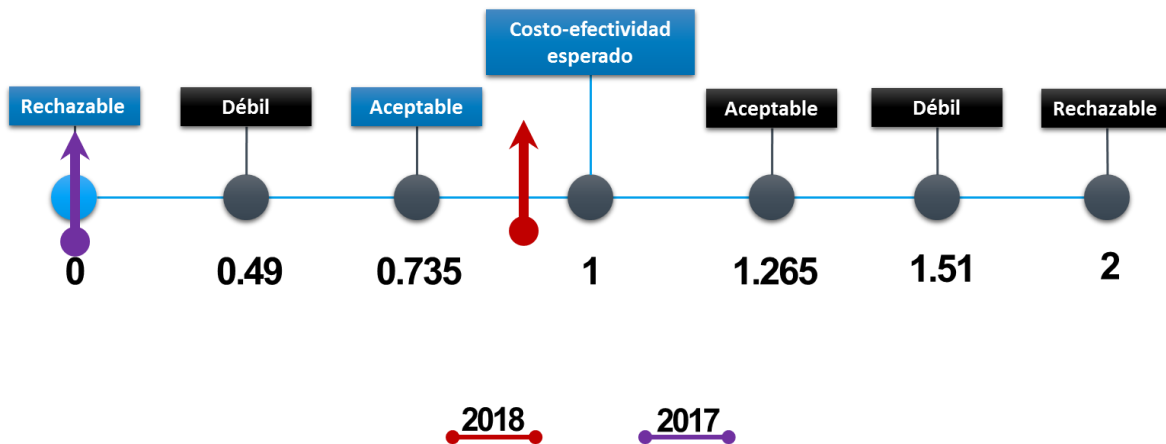 Costo-efectividad
esperado
Rechazable
Débil
Aceptable
Aceptable
Débil
Rechazable
0
0.49
0.735
1
1.265
1.51
2
2018
2017